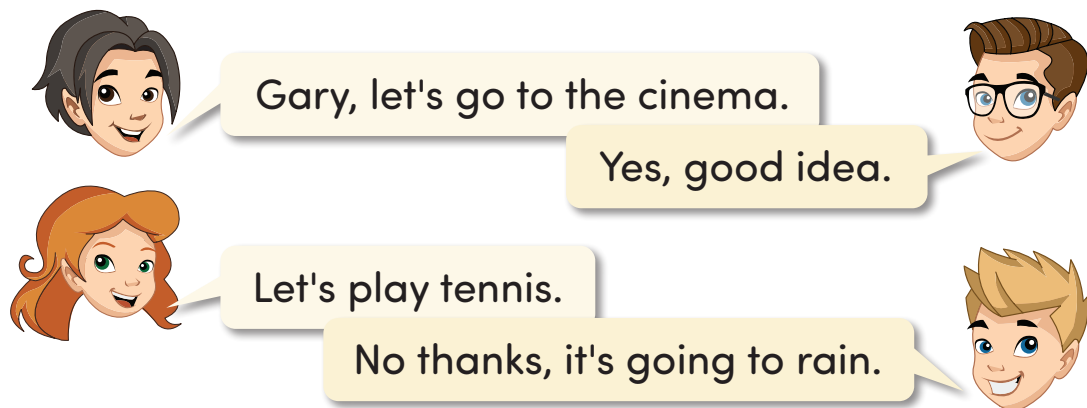 Gary, let's go to the cinema.
Yes, good idea.
Let's play tennis.
No thanks, it's going to rain.